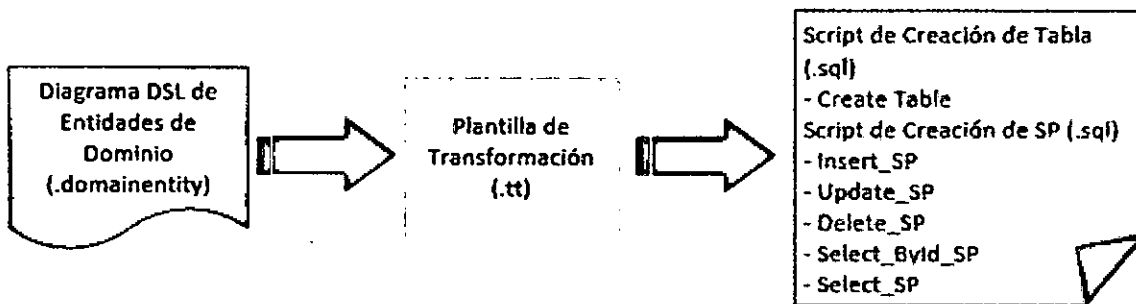 Diagrama DSL de
Entidades de
Dominio
(.domainentity)
Plantilla de
Transformación
(.tt)
Script de Creación de Tabla
(.sql)
- Create Table
Script de Creación de SP (.sql)
- Insert_SP
- Update_SP
- Delete_SP
- Select_ById_SP
- Select_SP